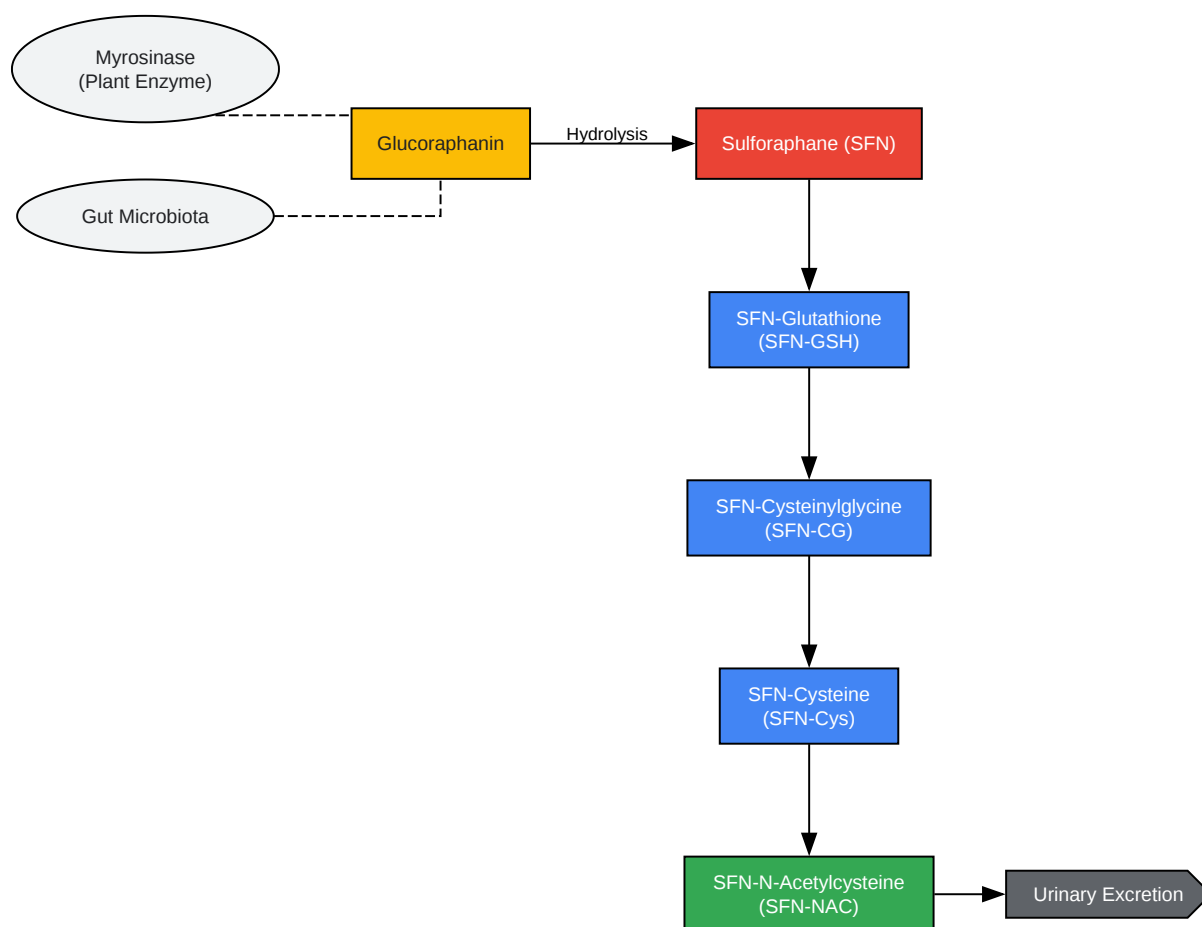 Myrosinase
(Plant Enzyme)
Glucoraphanin
Hydrolysis
Sulforaphane (SFN)
Gut Microbiota
SFN-Glutathione
(SFN-GSH)
SFN-Cysteinylglycine
(SFN-CG)
SFN-Cysteine
(SFN-Cys)
SFN-N-Acetylcysteine
(SFN-NAC)
Urinary Excretion